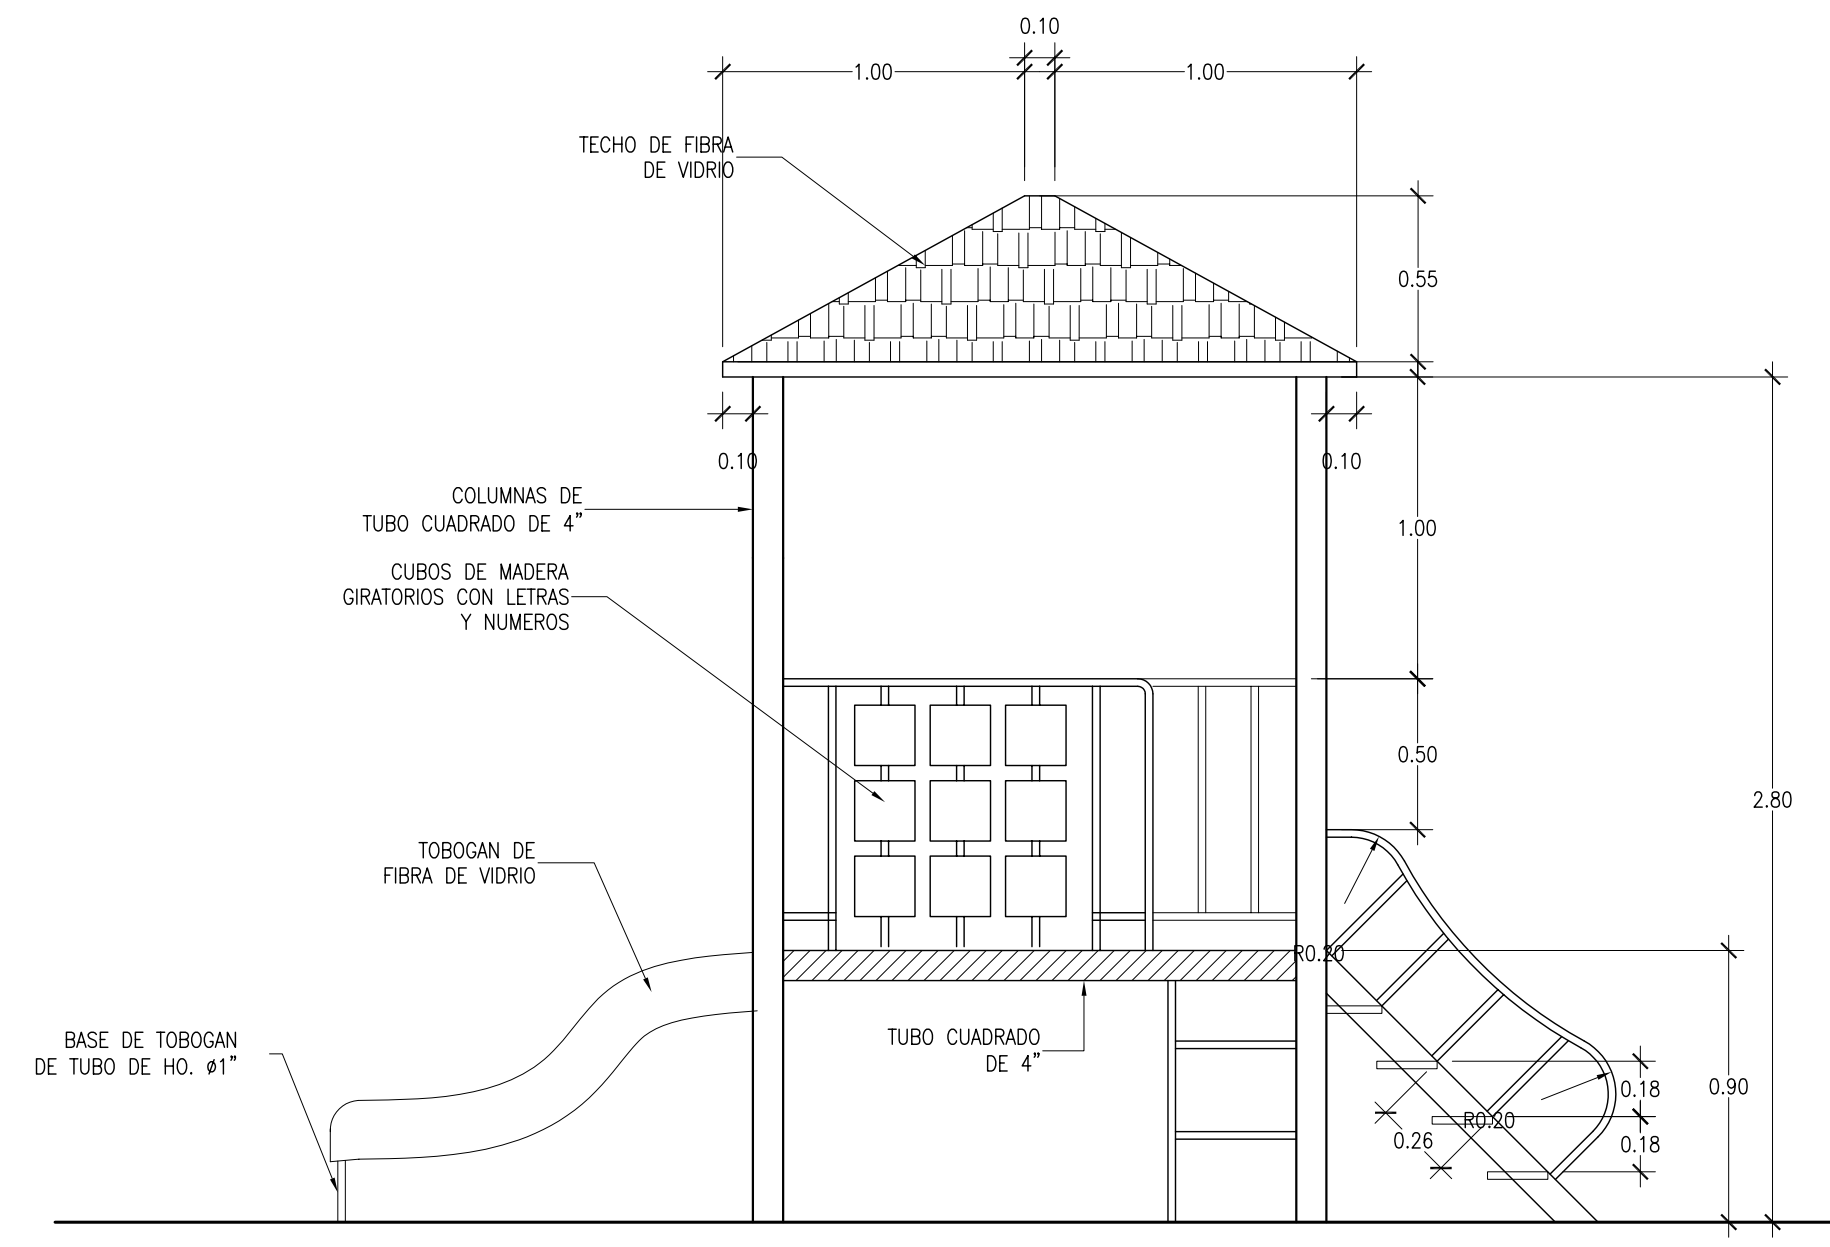 0.10
1.00
1.00
TECHO DE FIBRA
DE VIDRIO
0.55
0.10
0.10
COLUMNAS DE
TUBO CUADRADO DE 4”
1.00
CUBOS DE MADERA
GIRATORIOS CON LETRAS
Y NUMEROS
0.50
2.80
TOBOGAN DE
FIBRA DE VIDRIO
R0.20
BASE DE TOBOGAN
DE TUBO DE HO. ø1”
TUBO CUADRADO
DE 4”
0.18
0.90
R0.20
0.26
0.18